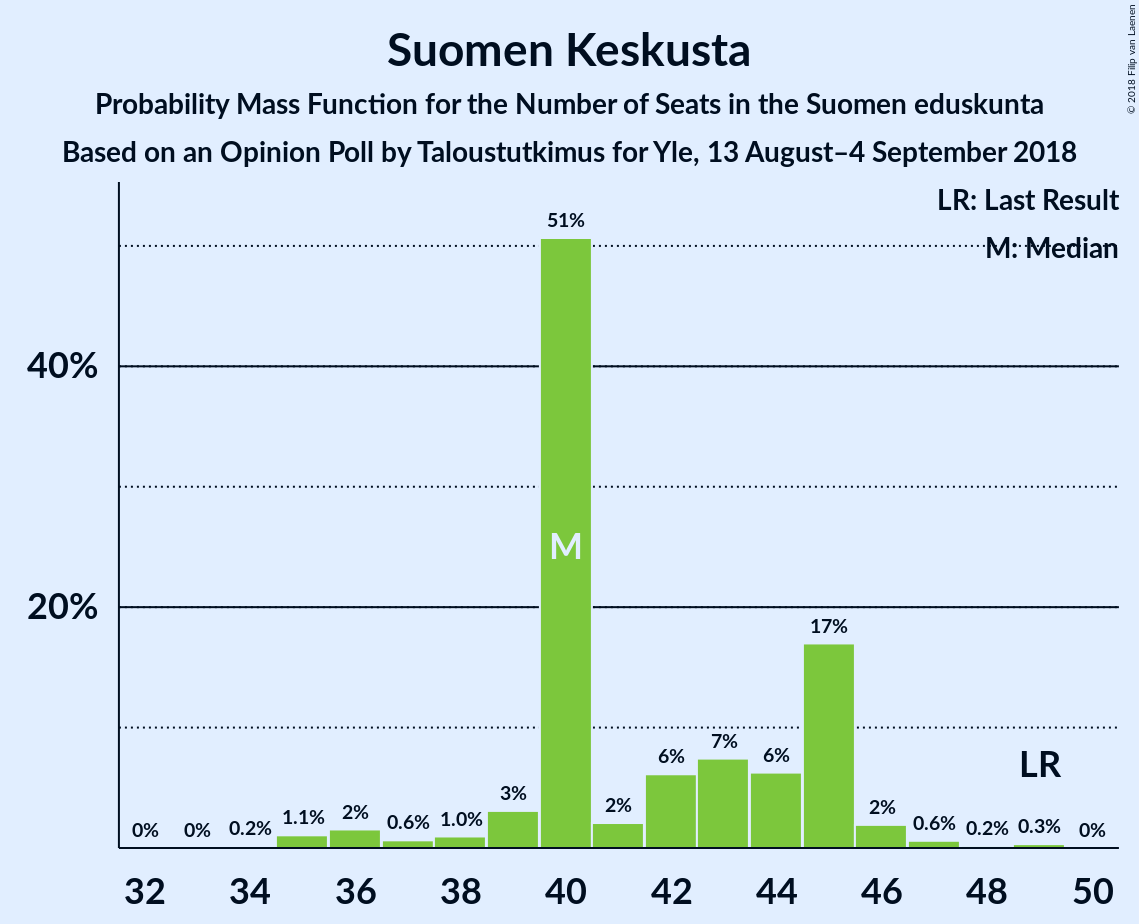 Suomen Keskusta
Probability Mass Function for the Number of Seats in the Suomen eduskunta
Based on an Opinion Poll by Taloustutkimus for Yle, 13 August–4 September 2018
© 2018 Filip van Laenen
LR: Last Result
M: Median
40%
20%
0% 0% 0.2% 1.1% 2% 0.6% 1.0% 3% 51% 2% 6% 7% 6% 17% 2% 0.6% 0.2% 0.3% 0%
M
LR
32 34 36 38 40 42 44 46 48 50